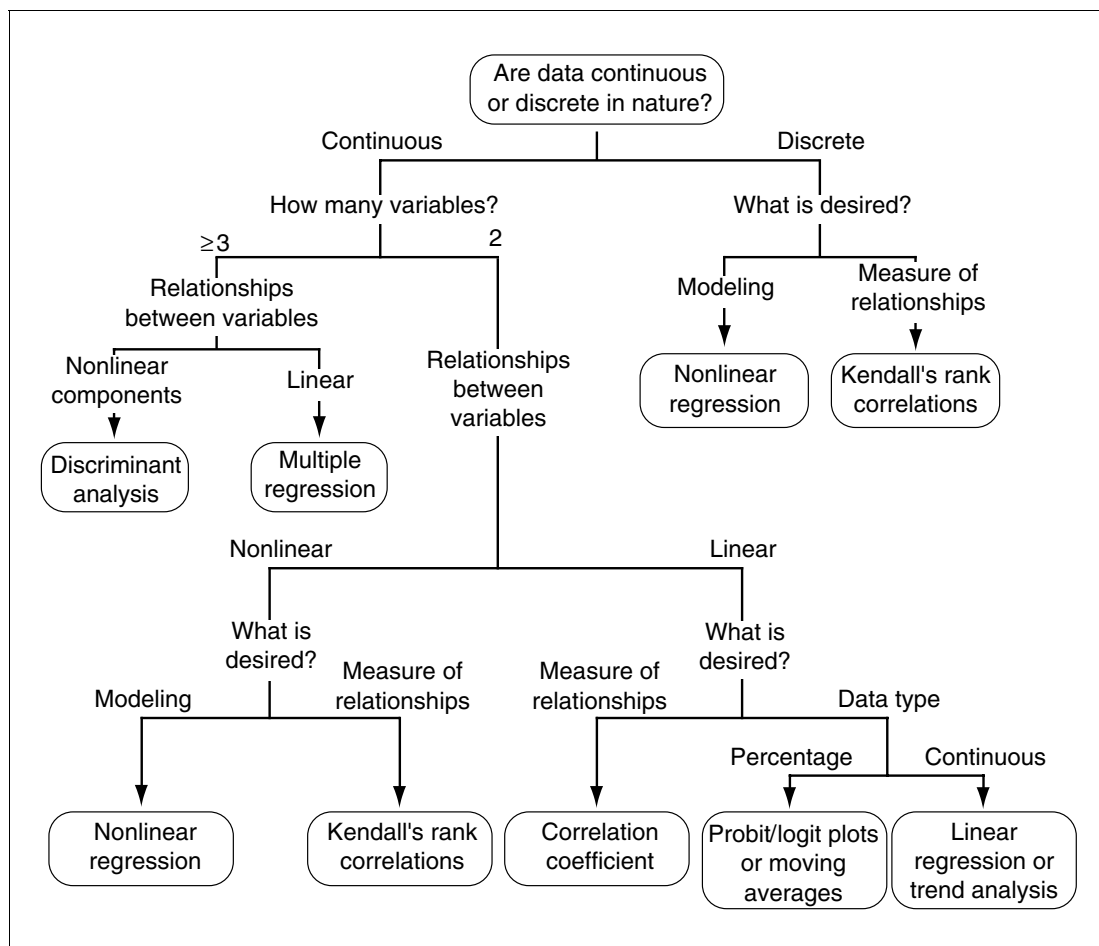 Are data continuous
or discrete in nature?
Continuous
Discrete
How many variables?
What is desired?
≥3
2
Relationships
between variables
Modeling
Measure of
relationships
Nonlinear
components
Linear
Relationships
between
variables
Nonlinear
regression
Kendall's rank
correlations
Discriminant
analysis
Multiple
regression
Nonlinear
Linear
What is
desired?
What is
desired?
Modeling
Measure of
relationships
Measure of
relationships
Data type
Percentage
Continuous
Nonlinear
regression
Kendall's rank
correlations
Correlation
coefficient
Probit/logit plots
or moving
averages
Linear
regression or
trend analysis